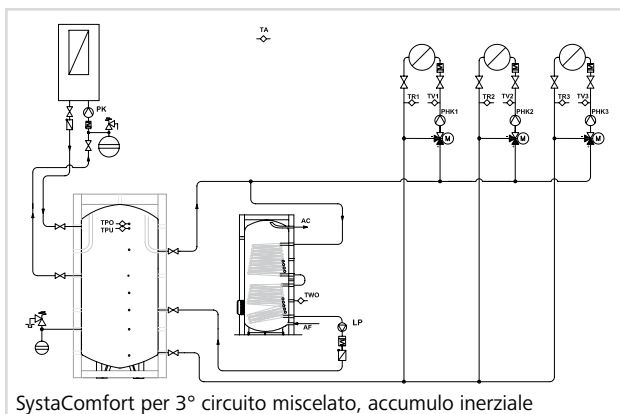 TA
PK
TR1
TV1
TR2
TV2
TR3
TV3
PHK1
PHK2
PHK3
M
M
M
TPO
TPU
AC
TWO
AF
LP
SystaComfort per 3° circuito miscelato, accumulo inerziale